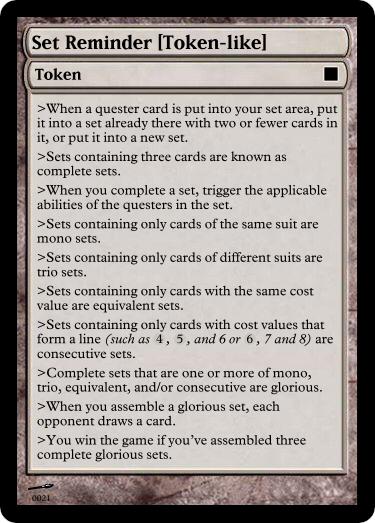 Set Reminder [Token-like]
Token
>When a quester card is put into your set area, put
it into a set already there with two or fewer cards in
it, or put it into a new set.
>Sets containing three cards are known as
complete sets.
>When you complete a set, trigger the applicable
abilities of the questers in the set.
>Sets containing only cards of the same suit are
mono sets.
>Sets containing only cards of different suits are
trio sets.
>Sets containing only cards with the same cost
value are equivalent sets.
>Sets containing only cards with cost values that
form a line (such as 4 , 5 , and 6 or 6 , 7 and 8) are
consecutive sets.
>Complete sets that are one or more of mono,
trio, equivalent, and/or consecutive are glorious.
>When you assemble a glorious set, each
opponent draws a card.
>You win the game if you've assembled three
complete glorious sets.
0021